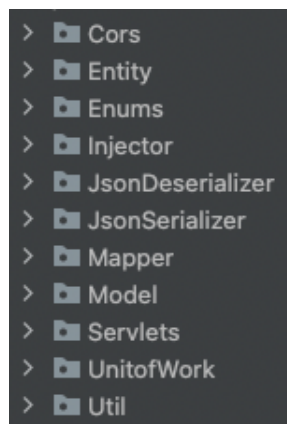 Cors
Entity
Enums
Injector
JsonDeserializer
JsonSerializer
Mapper
Model
Servlets
UnitofWork
Util